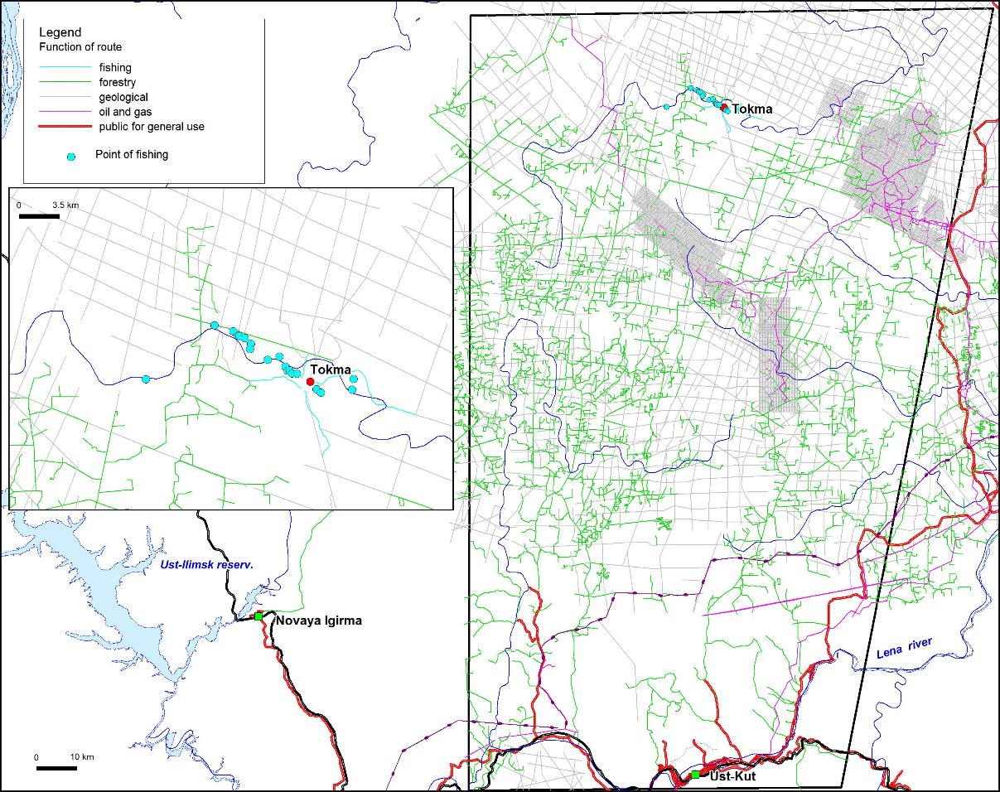 Legend
Function of route
fishing
forestry
geological
oil and gas
public for general use
Point of fishing
Tokma
0 3.5 km
Tokma
Ust-Ilimsk reserv.
Novaya Igirma
Lena river
0 10 km
Ust-Kut